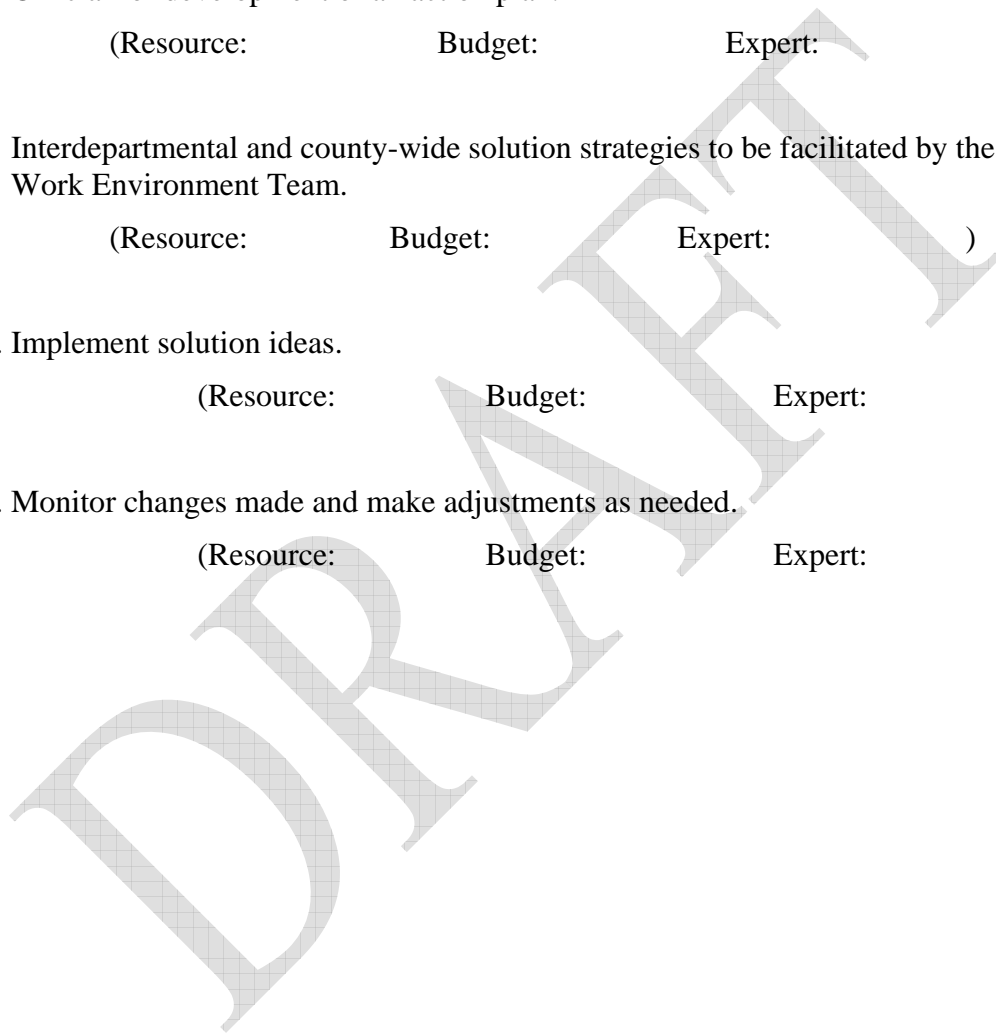 (Resource: Budget: Expert:
Interdepartmental and county-wide solution strategies to be facilitated by the
Work Environment Team.
(Resource: Budget: Expert: )
. Implement solution ideas.
(Resource: Budget: Expert:
. Monitor changes made and make adjustments as needed.
(Resource: Budget: Expert:
DRAFT